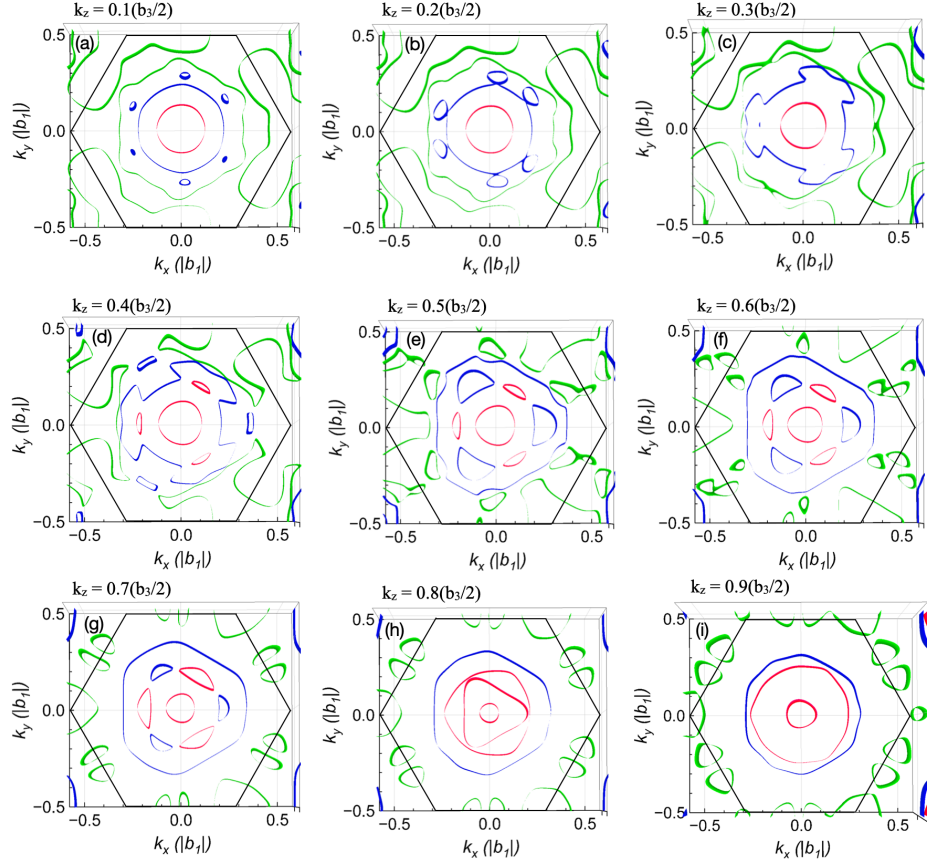 k_z = 0.1(b_3/2) k_z = 0.2(b_3/2) k_z = 0.3(b_3/2)
(a) (b) (c)
0.5 0.5 0.5
k_y (|b_1|) k_y (|b_1|) k_y (|b_1|)
0.0 0.0 0.0
−0.5 −0.5 −0.5
−0.5 0.0 0.5 −0.5 0.0 0.5 −0.5 0.0 0.5
k_x (|b_1|) k_x (|b_1|) k_x (|b_1|)
k_z = 0.4(b_3/2) k_z = 0.5(b_3/2) k_z = 0.6(b_3/2)
(d) (e) (f)
0.5 0.5 0.5
k_y (|b_1|) k_y (|b_1|) k_y (|b_1|)
0.0 0.0 0.0
−0.5 −0.5 −0.5
−0.5 0.0 0.5 −0.5 0.0 0.5 −0.5 0.0 0.5
k_x (|b_1|) k_x (|b_1|) k_x (|b_1|)
k_z = 0.7(b_3/2) k_z = 0.8(b_3/2) k_z = 0.9(b_3/2)
(g) (h) (i)
0.5 0.5 0.5
k_y (|b_1|) k_y (|b_1|) k_y (|b_1|)
0.0 0.0 0.0
−0.5 −0.5 −0.5
−0.5 0.0 0.5 −0.5 0.0 0.5 −0.5 0.0 0.5
k_x (|b_1|) k_x (|b_1|) k_x (|b_1|)